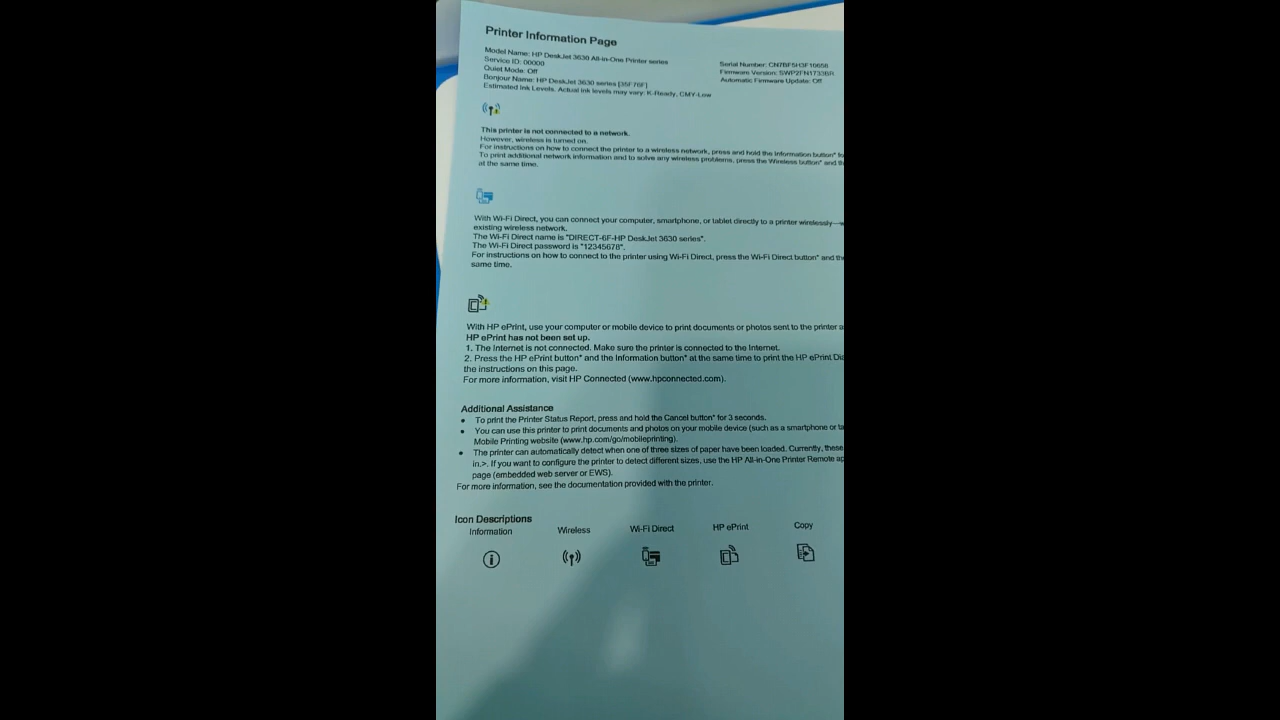 Printer Information Page
Model Name: HP DeskJet 3630 All-in-One Printer series
Service ID: 00000
Quiet Mode: Off
Bonjour Name: HP DeskJet 3630 series
Estimated Ink Levels. Actual ink levels may vary: K-Ready, CMY-Low
Serial Number:
Firmware Version:
Automatic Firmware Update: Off
This printer is not connected to a network.
However, wireless is turned on.
For instructions on how to connect the printer to a wireless network, press and hold the Information button*
To print additional network information and to solve any wireless problems, press the Wireless button* and
at the same time.
With Wi-Fi Direct, you can connect your computer, smartphone, or tablet directly to a printer wirelessly—
existing wireless network.
The Wi-Fi Direct name is "DIRECT-6F-HP DeskJet 3630 series".
The Wi-Fi Direct password is "12345678".
For instructions on how to connect to the printer using Wi-Fi Direct, press the Wi-Fi Direct button* and the
same time.
With HP ePrint, use your computer or mobile device to print documents or photos sent to the printer
HP ePrint has not been set up.
1. The Internet is not connected. Make sure the printer is connected to the Internet.
2. Press the HP ePrint button* and the Information button* at the same time to print the HP ePrint
the instructions on this page.
For more information, visit HP Connected (www.hpconnected.com).
Additional Assistance
• To print the Printer Status Report, press and hold the Cancel button* for 3 seconds.
• You can use this printer to print documents and photos on your mobile device (such as a smartphone or
Mobile Printing website (www.hp.com/go/mobileprinting).
• The printer can automatically detect when one of three sizes of paper have been loaded. Currently, these
in.>. If you want to configure the printer to detect different sizes, use the HP All-in-One Printer Remote
page (embedded web server or EWS).
For more information, see the documentation provided with the printer.
Icon Descriptions
Information Wireless Wi-Fi Direct HP ePrint Copy